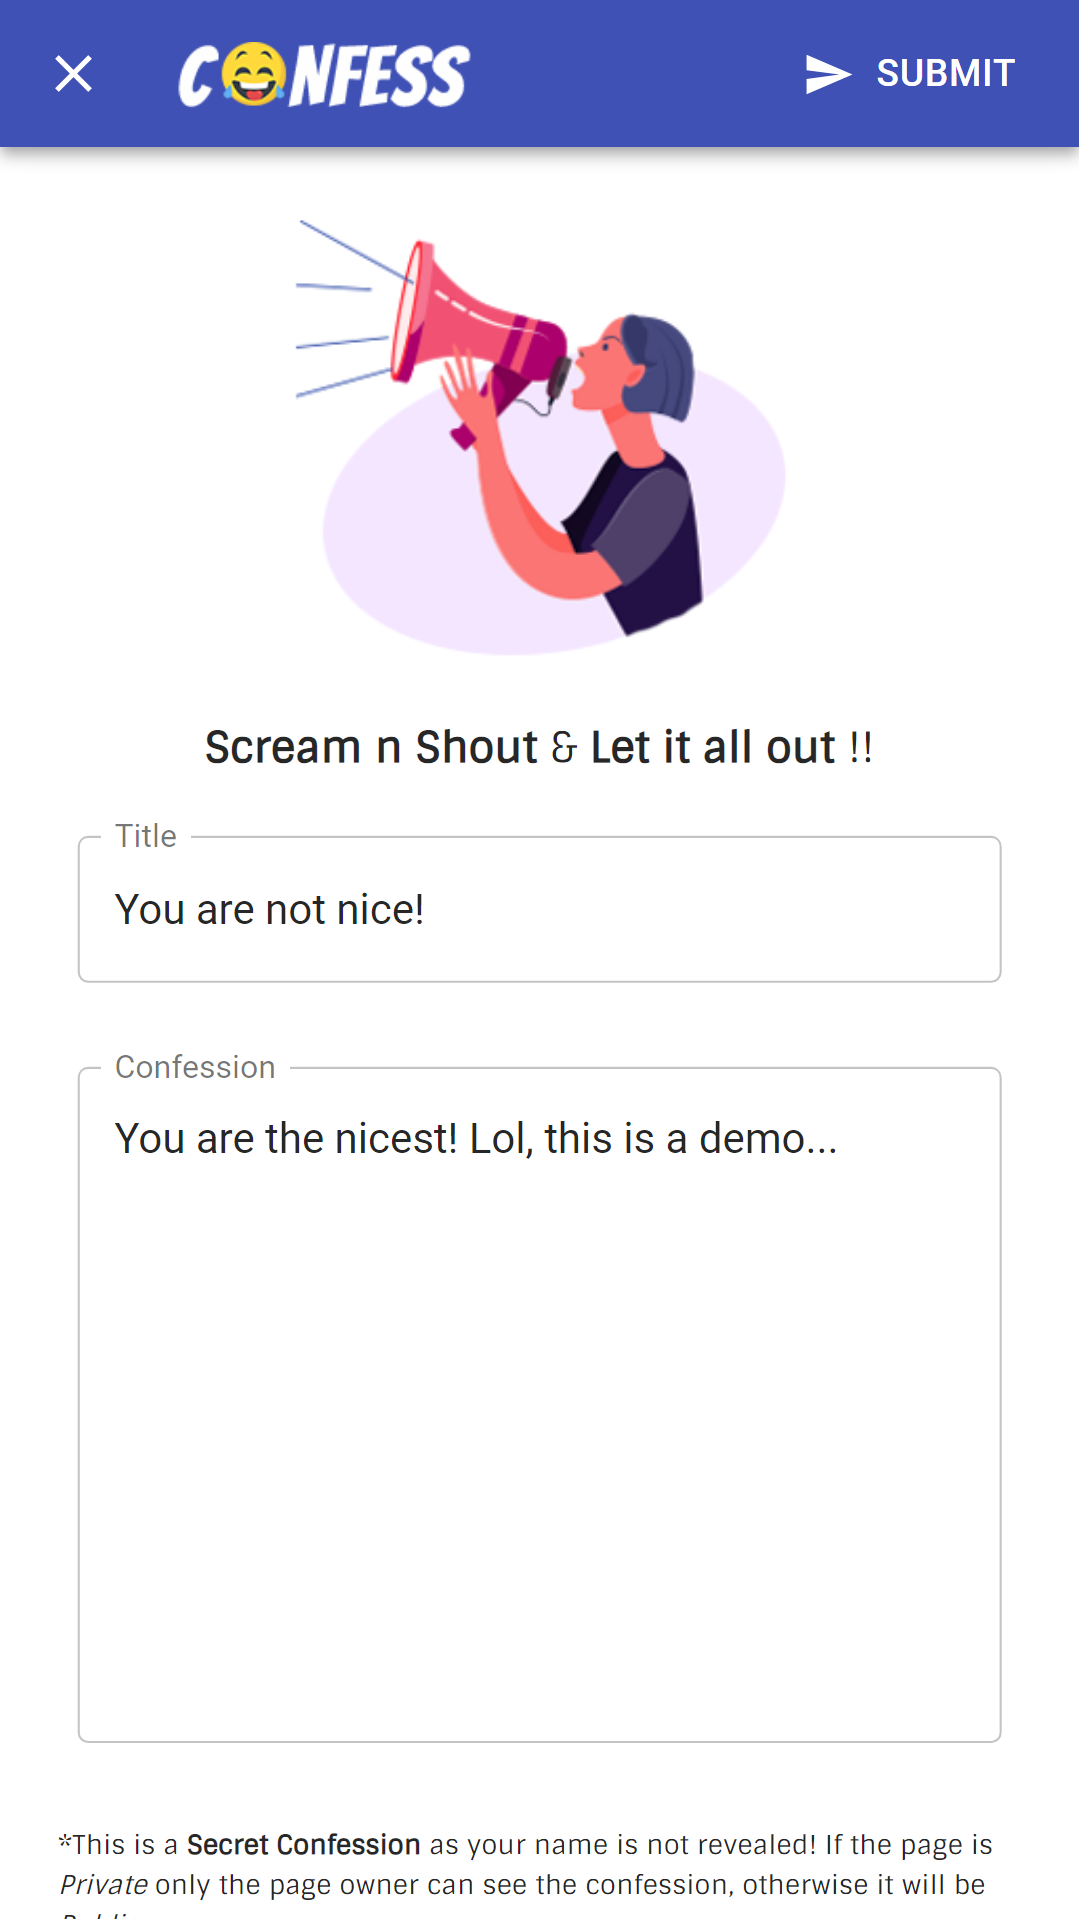 C😂NFESS
SUBMIT
Scream n Shout & Let it all out !!
Title
You are not nice!
Confession
You are the nicest! Lol, this is a demo...
*This is a Secret Confession as your name is not revealed! If the page is
Private only the page owner can see the confession, otherwise it will be